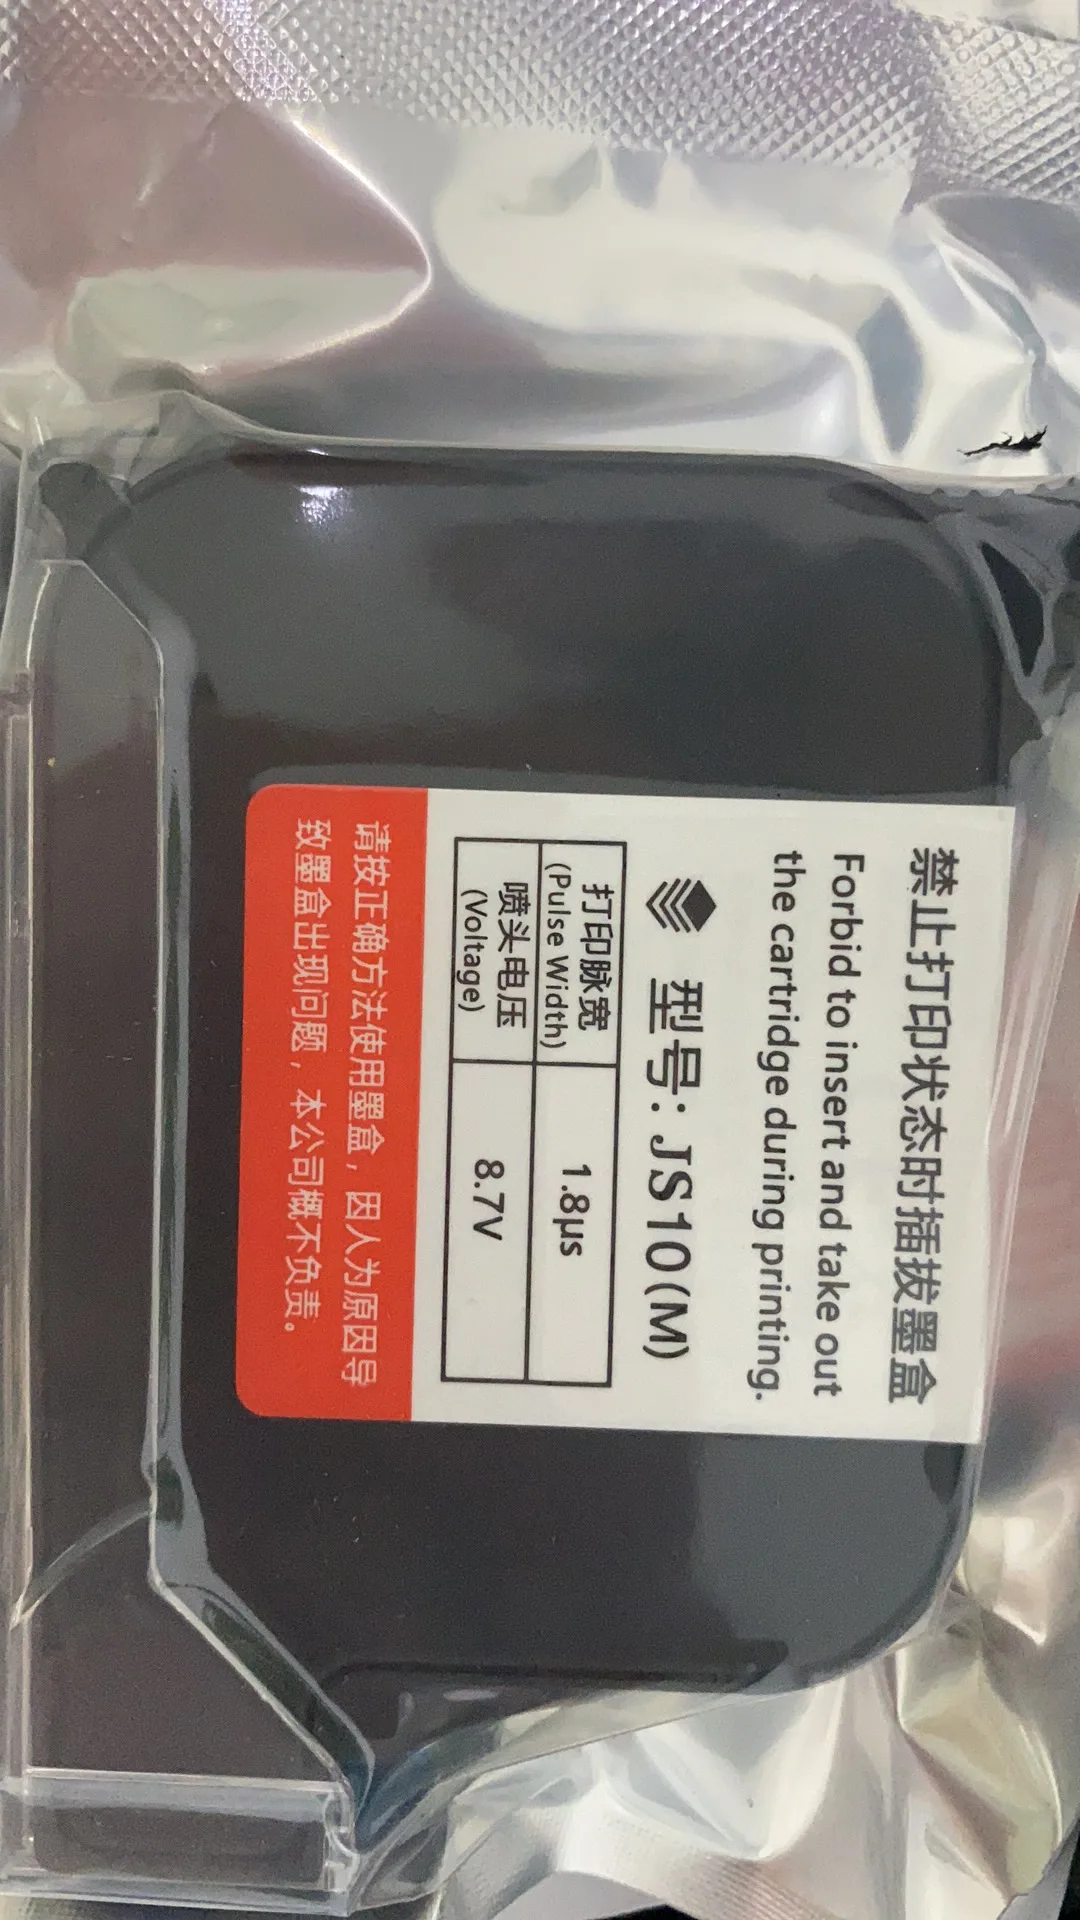 禁止打印状态时插拔墨盒
Forbid to insert and take out
the cartridge during printing.
型号: JS10(M)
打印脉宽
(Pulse Width)
1.8μs
喷头电压
(Voltage)
8.7V
请按正确方法使用墨盒，因人为原因导
致墨盒出现问题，本公司概不负责。